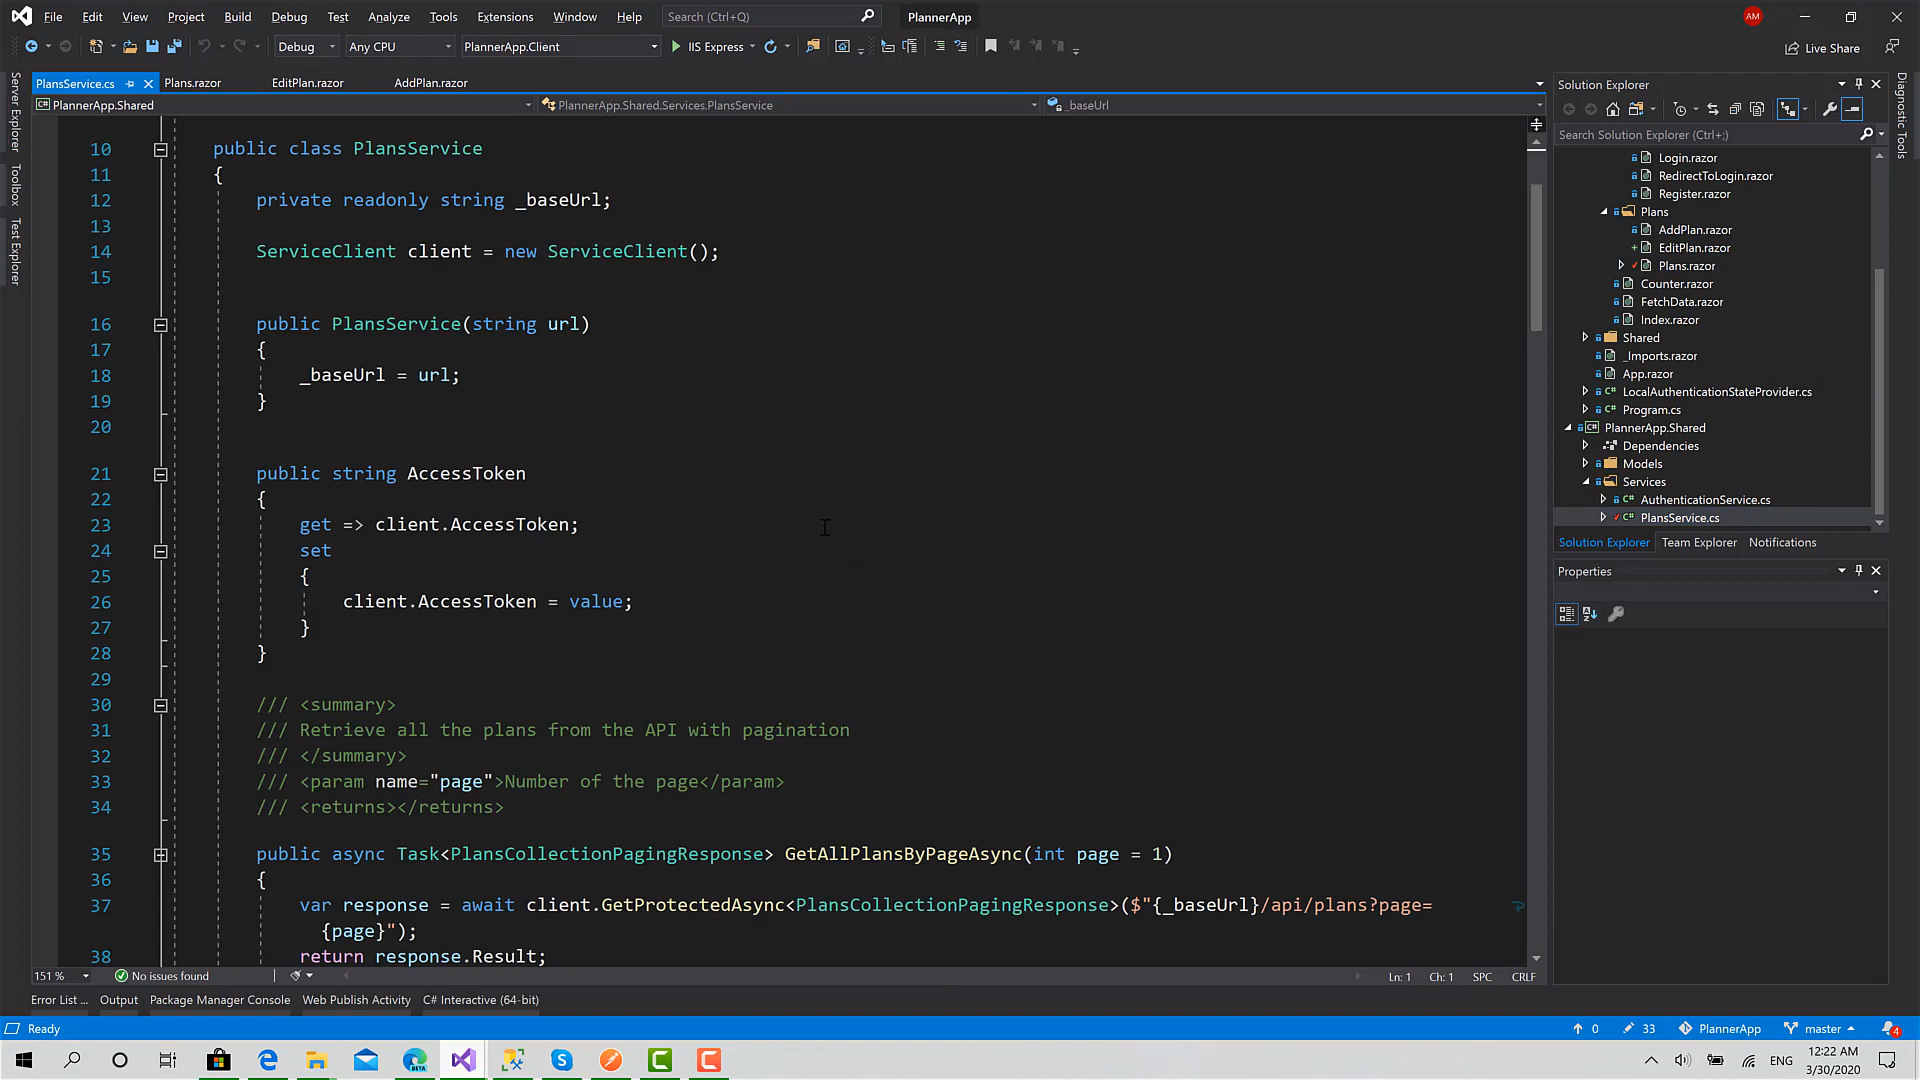 File Edit View Project Build Debug Test Analyze Tools Extensions Window Help Search (Ctrl+Q) PlannerApp AM
Debug Any CPU PlannerApp.Client IIS Express Live Share
PlansService.cs Plans.razor EditPlan.razor AddPlan.razor
PlannerApp.Shared PlannerApp.Shared.Services.PlansService _baseUrl
Server Explorer
Toolbox
Test Explorer
10 public class PlansService
11 {
12 private readonly string _baseUrl;
13
14 ServiceClient client = new ServiceClient();
15
16 public PlansService(string url)
17 {
18 _baseUrl = url;
19 }
20
21 public string AccessToken
22 {
23 get => client.AccessToken;
24 set
25 {
26 client.AccessToken = value;
27 }
28 }
29
30 /// <summary>
31 /// Retrieve all the plans from the API with pagination
32 /// </summary>
33 /// <param name="page">Number of the page</param>
34 /// <returns></returns>
35 public async Task<PlansCollectionPagingResponse> GetAllPlansByPageAsync(int page = 1)
36 {
37 var response = await client.GetProtectedAsync<PlansCollectionPagingResponse>($"{_baseUrl}/api/plans?page=
{page}");
38 return response.Result;
151 % No issues found Ln: 1 Ch: 1 SPC CRLF
Error List ... Output Package Manager Console Web Publish Activity C# Interactive (64-bit)
Solution Explorer
Search Solution Explorer (Ctrl+;)
Login.razor
RedirectToLogin.razor
Register.razor
Plans
AddPlan.razor
EditPlan.razor
Plans.razor
Counter.razor
FetchData.razor
Index.razor
Shared
_Imports.razor
App.razor
C# LocalAuthenticationStateProvider.cs
C# Program.cs
C# PlannerApp.Shared
Dependencies
Models
Services
C# AuthenticationService.cs
C# PlansService.cs
Solution Explorer Team Explorer Notifications
Properties
Diagnostic Tools
Ready 0 33 PlannerApp master 4
BETA
ENG 12:22 AM
3/30/2020